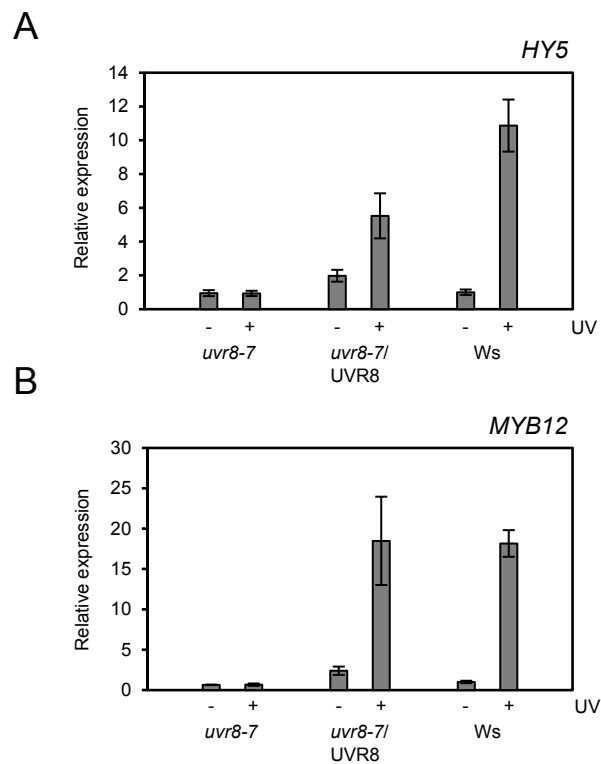 A
HY5
14
12
10
8
6
4
2
0
Relative expression
- + - + - + UV
uvr8-7 uvr8-7/ Ws
UVR8
B
MYB12
30
25
20
15
10
5
0
Relative expression
- + - + - + UV
uvr8-7 uvr8-7/ Ws
UVR8